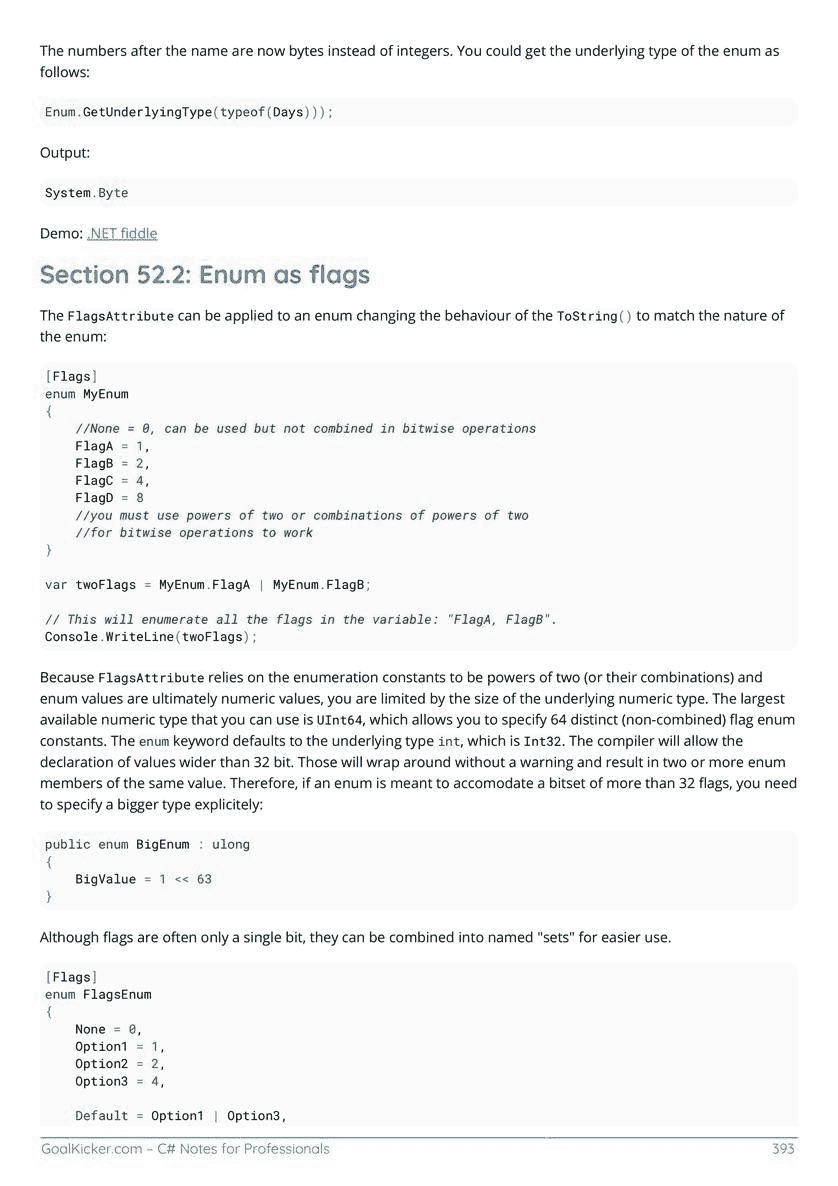 The numbers after the name are now bytes instead of integers. You could get the underlying type of the enum as
follows:
Enum.GetUnderlyingType(typeof(Days)));
Output:
System.Byte
Demo: .NET fiddle
Section 52.2: Enum as flags
The FlagsAttribute can be applied to an enum changing the behaviour of the ToString() to match the nature of
the enum:
[Flags]
enum MyEnum
{
    //None = 0, can be used but not combined in bitwise operations
    FlagA = 1,
    FlagB = 2,
    FlagC = 4,
    FlagD = 8
    //you must use powers of two or combinations of powers of two
    //for bitwise operations to work
}
var twoFlags = MyEnum.FlagA | MyEnum.FlagB;
// This will enumerate all the flags in the variable: "FlagA, FlagB".
Console.WriteLine(twoFlags);
Because FlagsAttribute relies on the enumeration constants to be powers of two (or their combinations) and
enum values are ultimately numeric values, you are limited by the size of the underlying numeric type. The largest
available numeric type that you can use is UInt64, which allows you to specify 64 distinct (non-combined) flag enum
constants. The enum keyword defaults to the underlying type int, which is Int32. The compiler will allow the
declaration of values wider than 32 bit. Those will wrap around without a warning and result in two or more enum
members of the same value. Therefore, if an enum is meant to accomodate a bitset of more than 32 flags, you need
to specify a bigger type explicitly:
public enum BigEnum : ulong
{
    BigValue = 1 << 63
}
Although flags are often only a single bit, they can be combined into named "sets" for easier use.
[Flags]
enum FlagsEnum
{
    None = 0,
    Option1 = 1,
    Option2 = 2,
    Option3 = 4,
    Default = Option1 | Option3,
GoalKicker.com – C# Notes for Professionals 393